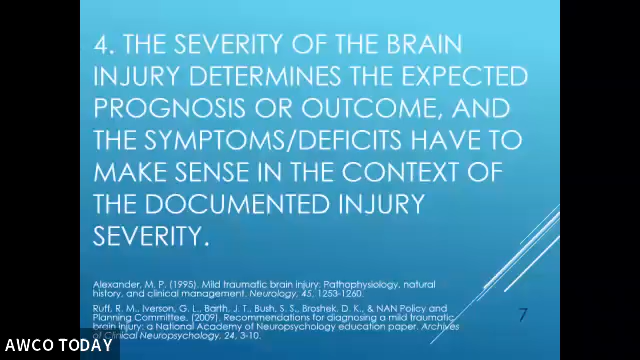 4. THE SEVERITY OF THE BRAIN
INJURY DETERMINES THE EXPECTED
PROGNOSIS OR OUTCOME, AND
THE SYMPTOMS/DEFICITS HAVE TO
MAKE SENSE IN THE CONTEXT OF
THE DOCUMENTED INJURY
SEVERITY.
Alexander, M. P. (1995). Mild traumatic brain injury: Pathophysiology, natural
history, and clinical management. Neurology, 45, 1253-1260.
Ruff, R. M., Iverson, G. L., Barth, J. T., Bush, S. S., Broshek, D. K., & NAN Policy and
Planning Committee. (2009). Recommendations for diagnosing a mild traumatic
brain injury: a National Academy of Neuropsychology education paper. Archives
of Clinical Neuropsychology, 24, 3-10.
7
AWCO TODAY